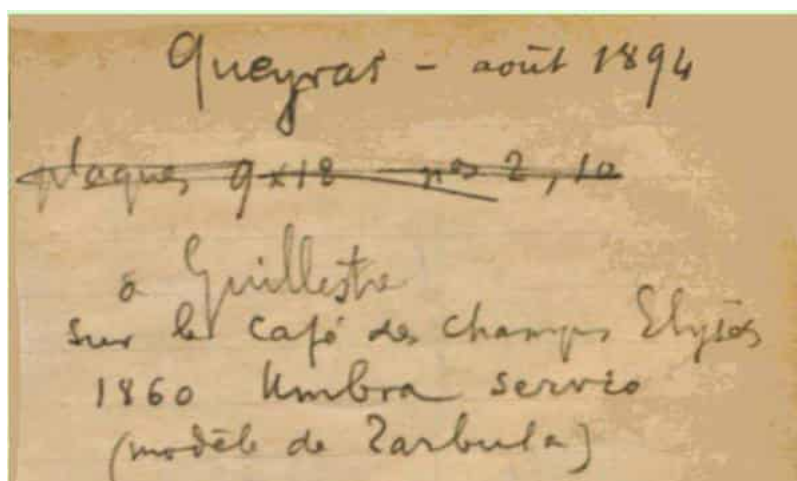 Queyras - août 1894
plaques 9x18 nos 2, 10
à Guillestre
sur le Café des Champs Elysées
1860 Umbra servio
(modèle de Zarbula)